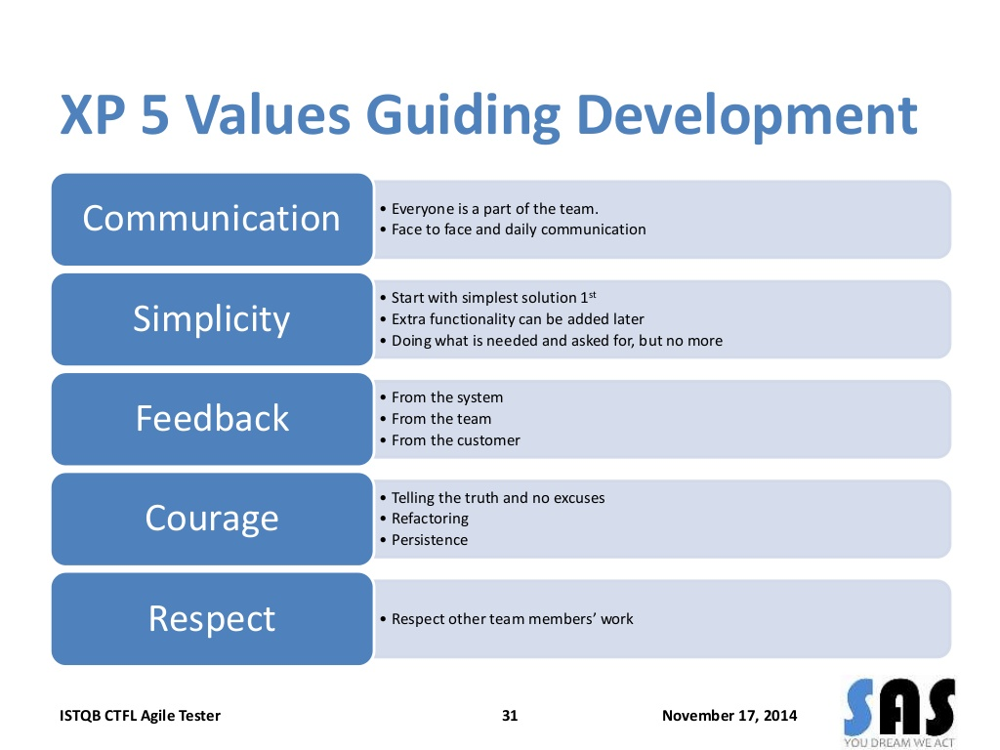 XP 5 Values Guiding Development
Communication
• Everyone is a part of the team.
• Face to face and daily communication
Simplicity
• Start with simplest solution 1st
• Extra functionality can be added later
• Doing what is needed and asked for, but no more
Feedback
• From the system
• From the team
• From the customer
Courage
• Telling the truth and no excuses
• Refactoring
• Persistence
Respect
• Respect other team members’ work
ISTQB CTFL Agile Tester
31
November 17, 2014
SAS
YOU DREAM WE ACT